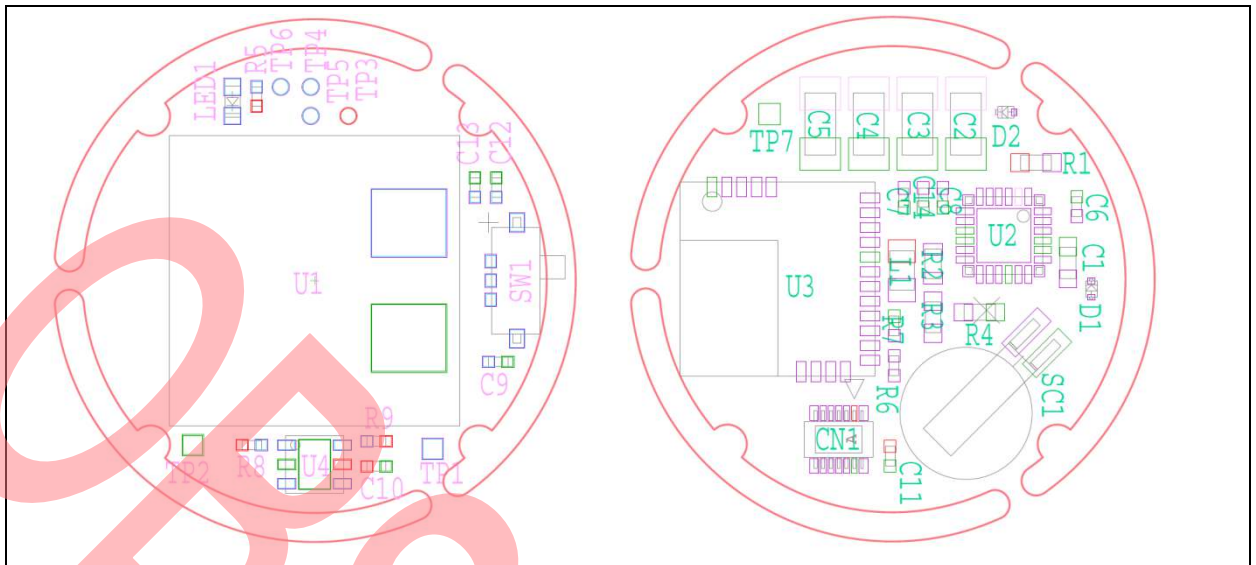 LED1
R5
TP6
TP4
TP5
TP3
C13
C12
U1
SW1
C9
R9
TP2
R8
U4
C10
TP1
C5
C4
C3
C2
D2
TP7
R1
C7
C14
C8
C6
U2
U3
L1
R2
C1
D1
R7
R3
R4
R6
SC1
CN1
C11